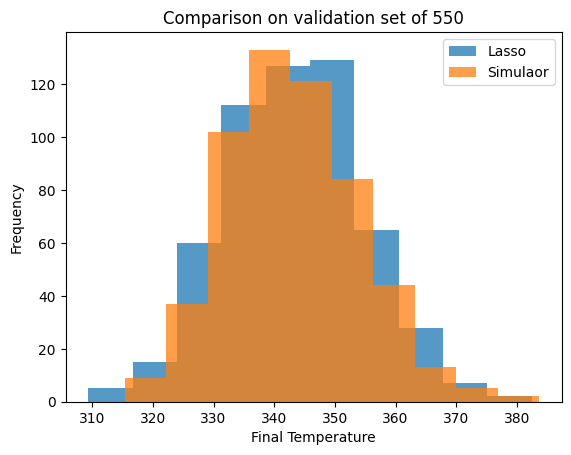 Comparison on validation set of 550
Lasso
Simulaor
Frequency
120
100
80
60
40
20
0
310 320 330 340 350 360 370 380
Final Temperature